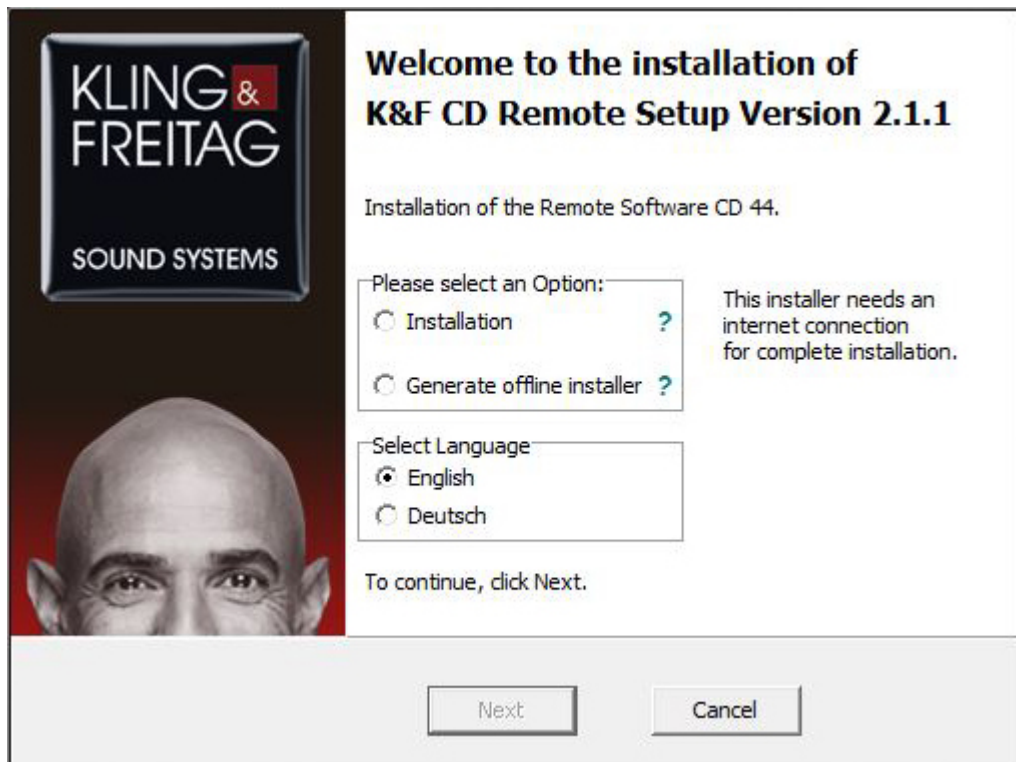 KLING &
FREITAG
SOUND SYSTEMS
Welcome to the installation of
K&F CD Remote Setup Version 2.1.1
Installation of the Remote Software CD 44.
Please select an Option:
Installation ?
Generate offline installer ?
This installer needs an
internet connection
for complete installation.
Select Language
English
Deutsch
To continue, click Next.
Next
Cancel